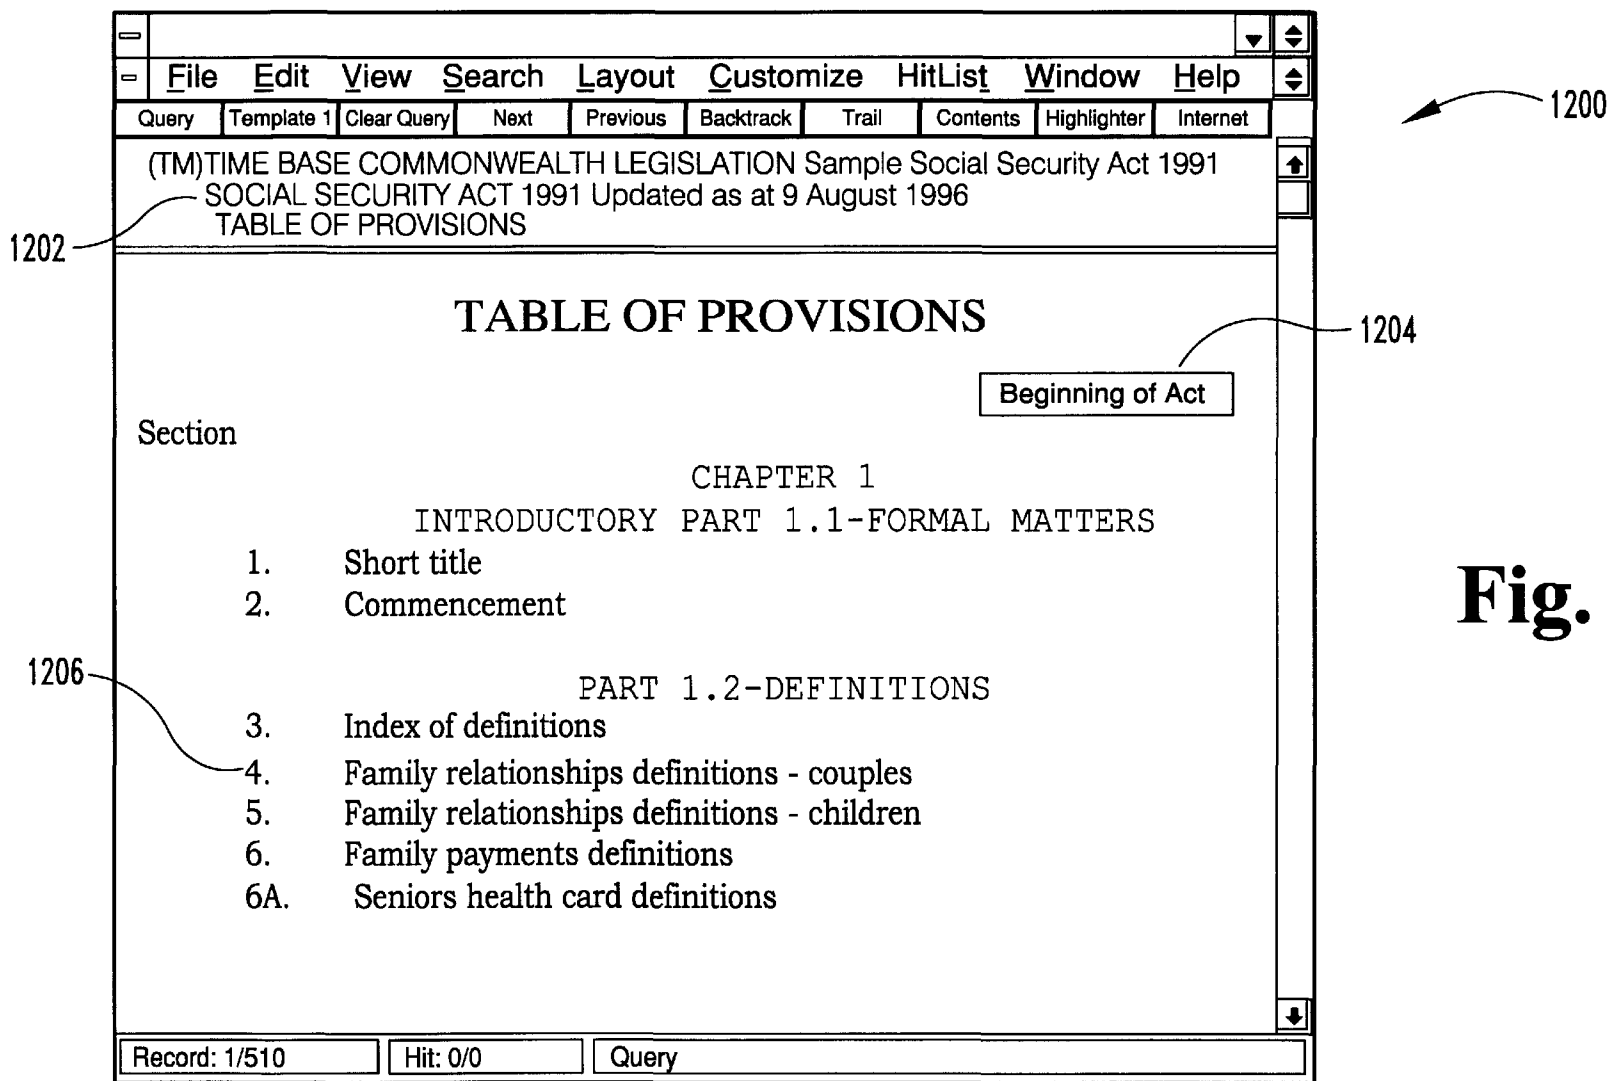 File Edit View Search Layout Customize HitList Window Help
Query Template 1 Clear Query Next Previous Backtrack Trail Contents Highlighter Internet
1200
(TM)TIME BASE COMMONWEALTH LEGISLATION Sample Social Security Act 1991
SOCIAL SECURITY ACT 1991 Updated as at 9 August 1996
TABLE OF PROVISIONS
1202
TABLE OF PROVISIONS
1204
Beginning of Act
Section
CHAPTER 1
INTRODUCTORY PART 1.1-FORMAL MATTERS
1. Short title
2. Commencement
Fig.
1206
PART 1.2-DEFINITIONS
3. Index of definitions
4. Family relationships definitions - couples
5. Family relationships definitions - children
6. Family payments definitions
6A. Seniors health card definitions
Record: 1/510 Hit: 0/0 Query